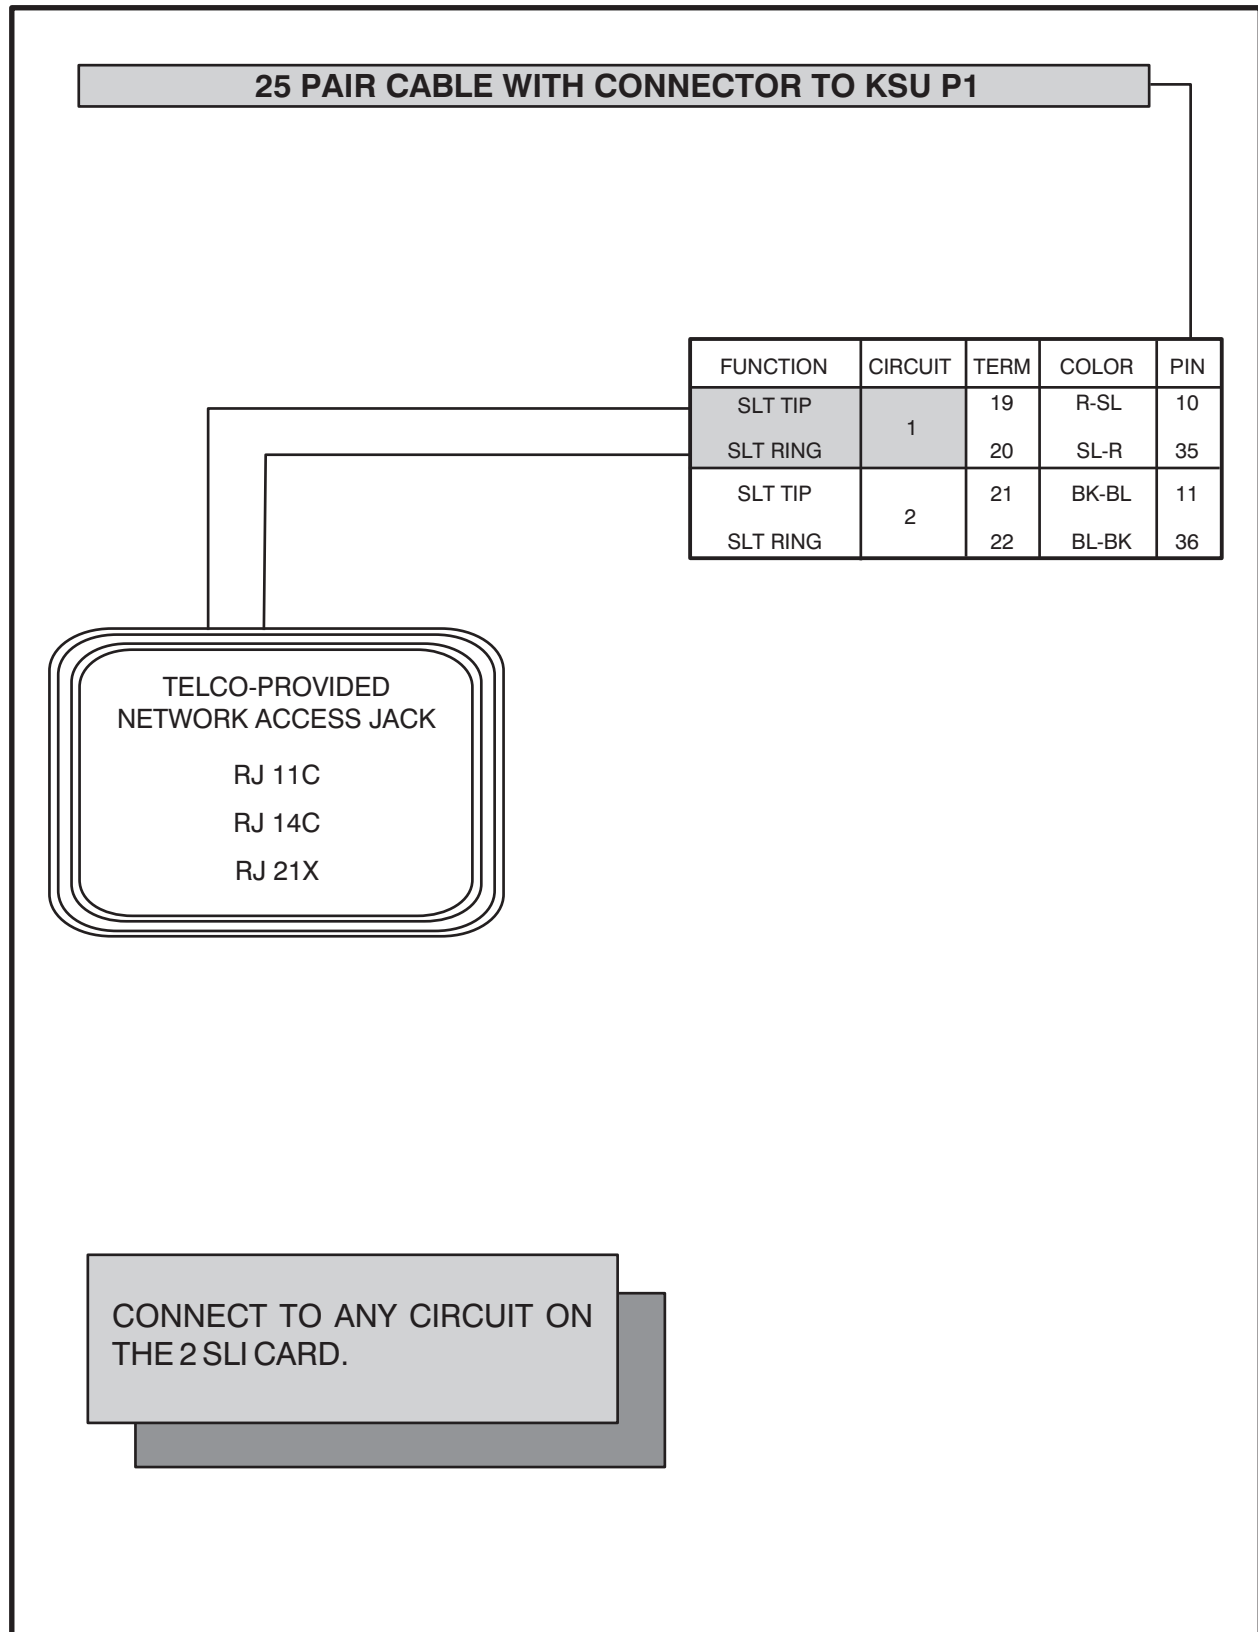 25 PAIR CABLE WITH CONNECTOR TO KSU P1
FUNCTION CIRCUIT TERM COLOR PIN
SLT TIP 1 19 R-SL 10
SLT RING 20 SL-R 35
SLT TIP 2 21 BK-BL 11
SLT RING 22 BL-BK 36
TELCO-PROVIDED
NETWORK ACCESS JACK
RJ 11C
RJ 14C
RJ 21X
CONNECT TO ANY CIRCUIT ON
THE 2 SLI CARD.